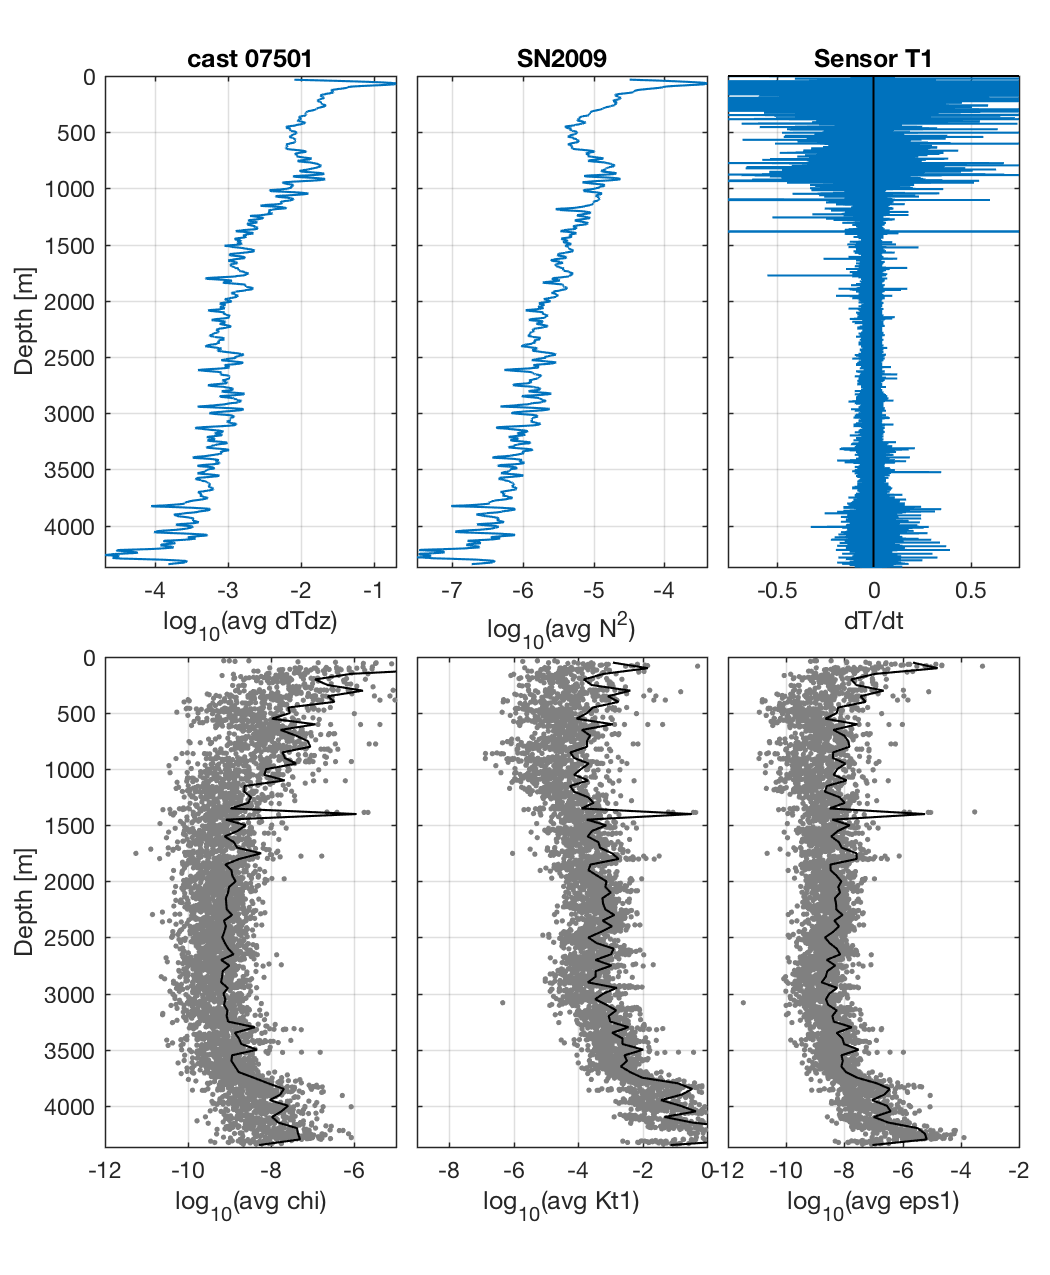 cast 07501 SN2009 Sensor T1
0
500
1000
1500
2000
2500
3000
3500
4000
Depth [m]
-4 -3 -2 -1 -7 -6 -5 -4 -0.5 0 0.5
log10(avg dTdz) log10(avg N2) dT/dt
0
500
1000
1500
2000
2500
3000
3500
4000
Depth [m]
-12 -10 -8 -6 -8 -6 -4 -2 0 -12 -10 -8 -6 -4 -2
log10(avg chi) log10(avg Kt1) log10(avg eps1)